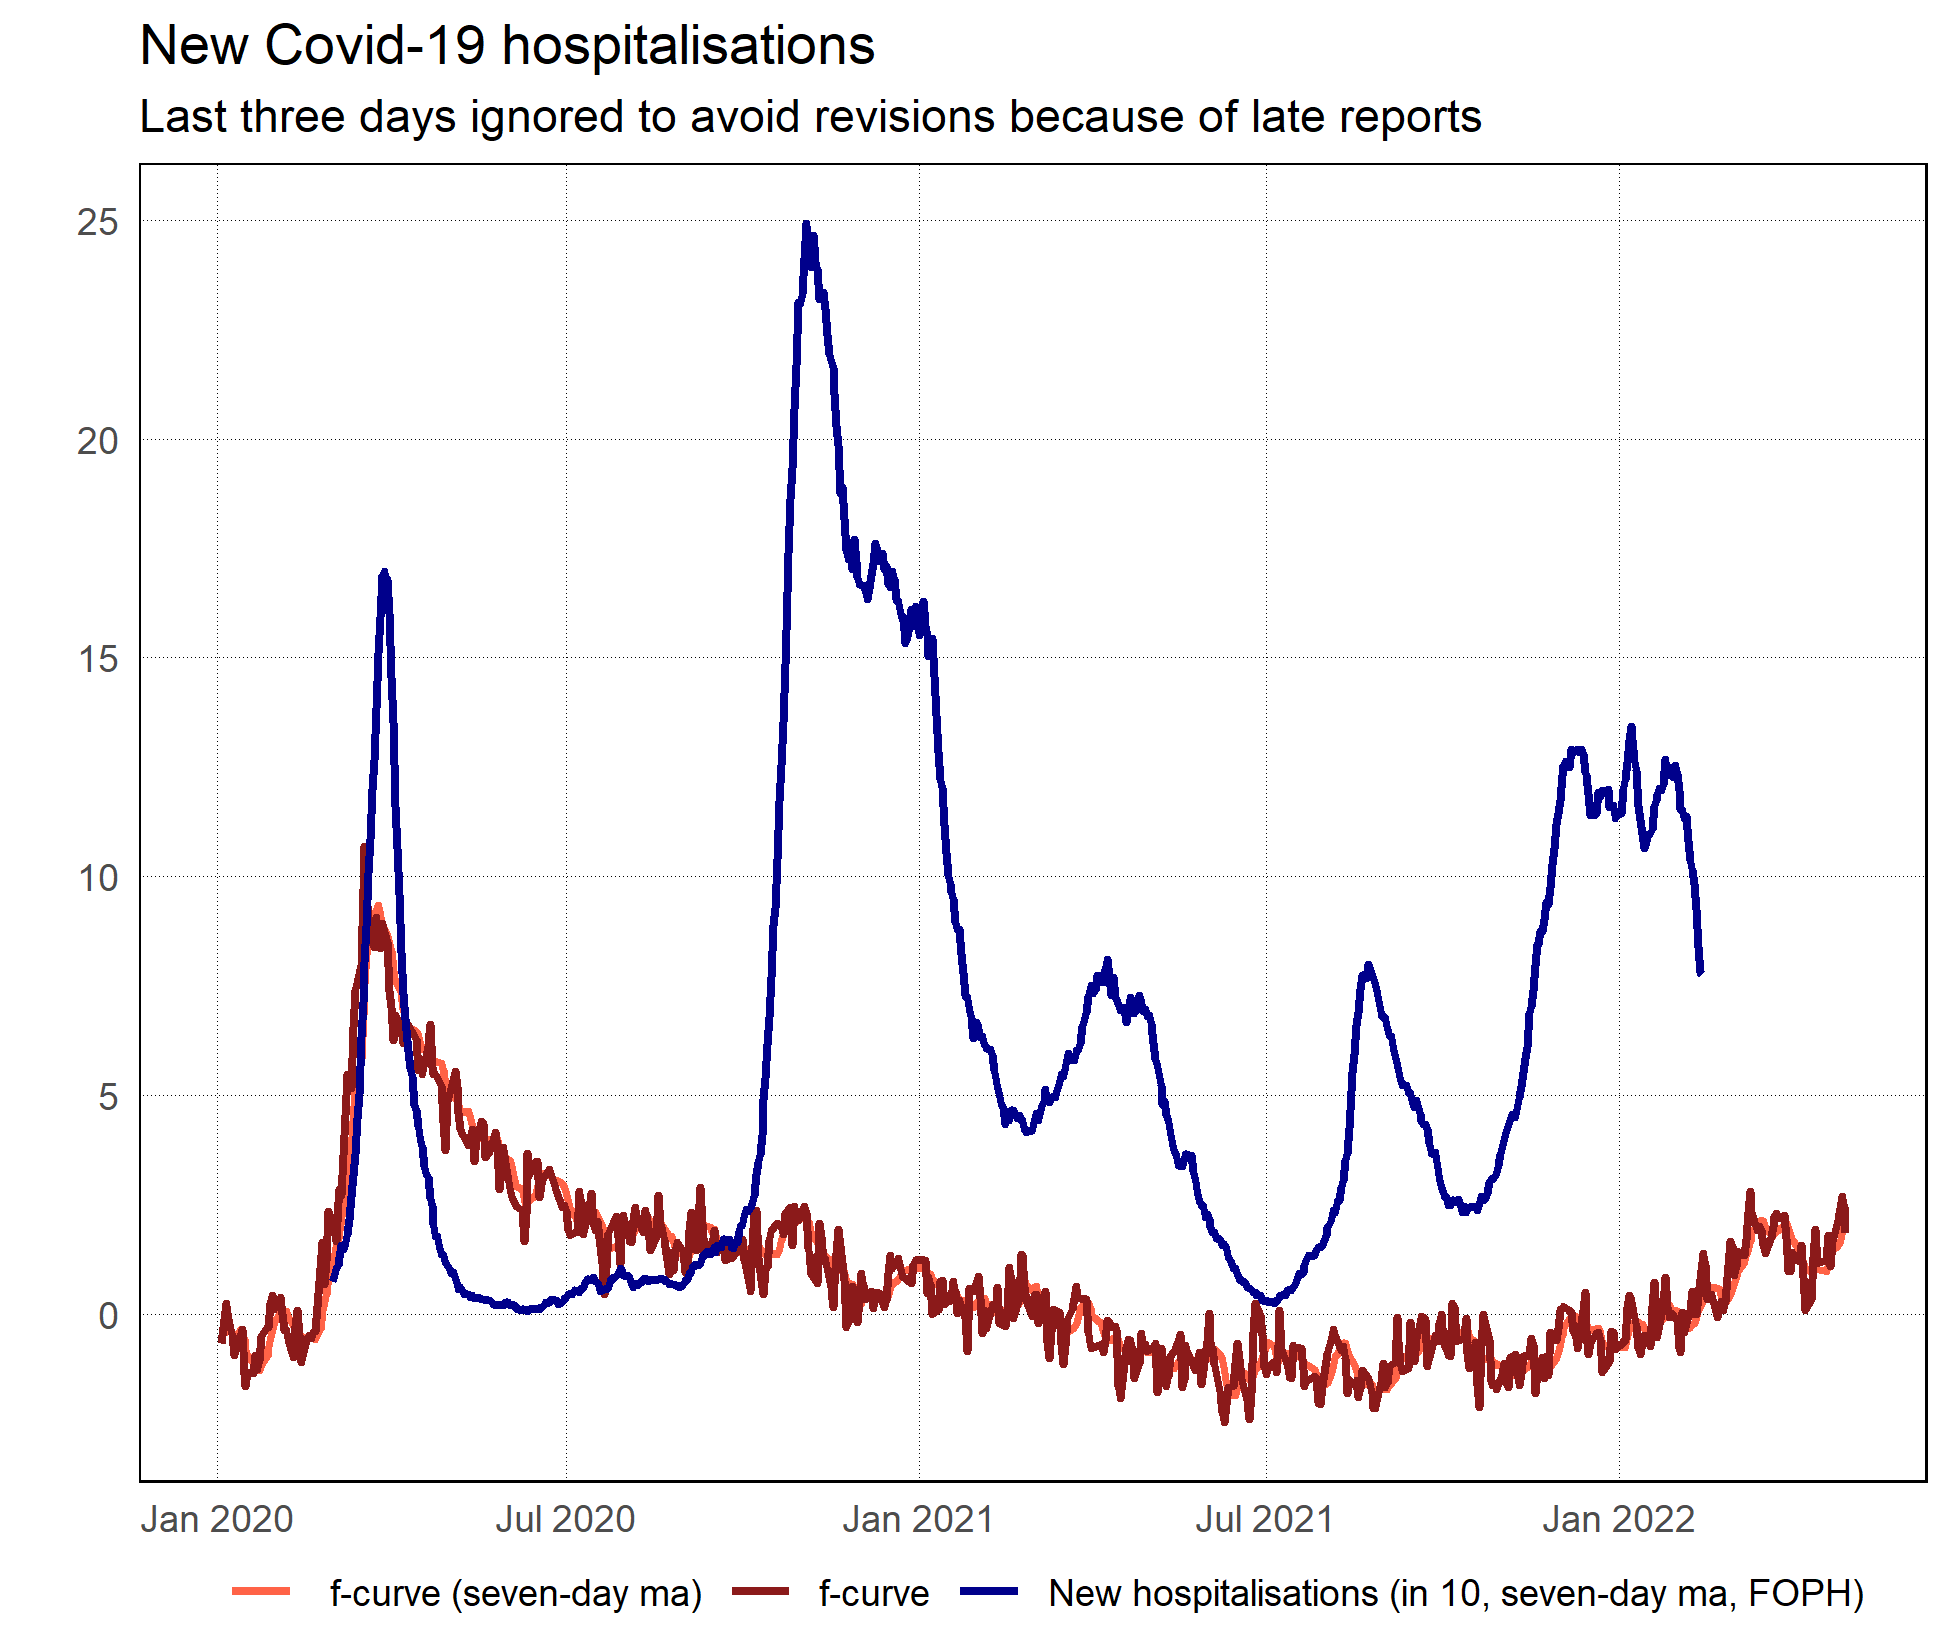 New Covid-19 hospitalisations
Last three days ignored to avoid revisions because of late reports
25
20
15
10
5
0
Jan 2020 Jul 2020 Jan 2021 Jul 2021 Jan 2022
f-curve (seven-day ma) f-curve New hospitalisations (in 10, seven-day ma, FOPH)